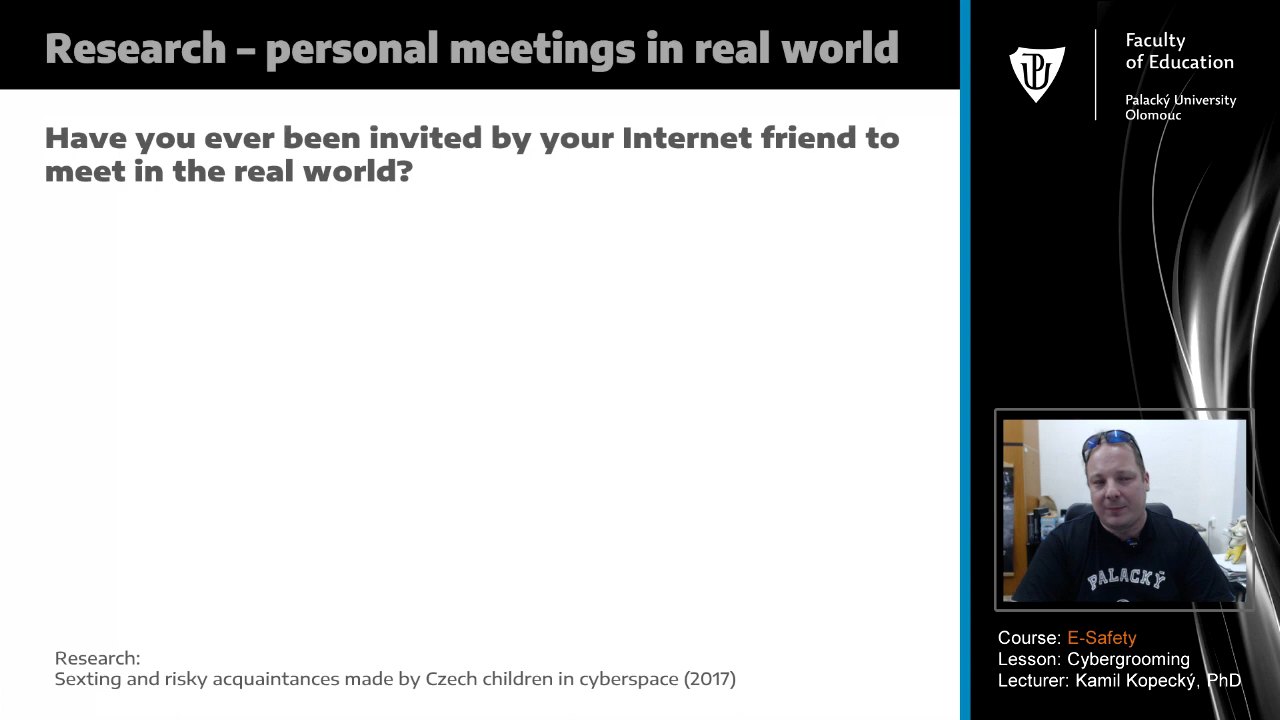 Research – personal meetings in real world
Have you ever been invited by your Internet friend to
meet in the real world?
Research:
Sexting and risky acquaintances made by Czech children in cyberspace (2017)
Faculty
of Education
Palacký University
Olomouc
PALACKÝ
Course: E-Safety
Lesson: Cybergrooming
Lecturer: Kamil Kopecký, PhD